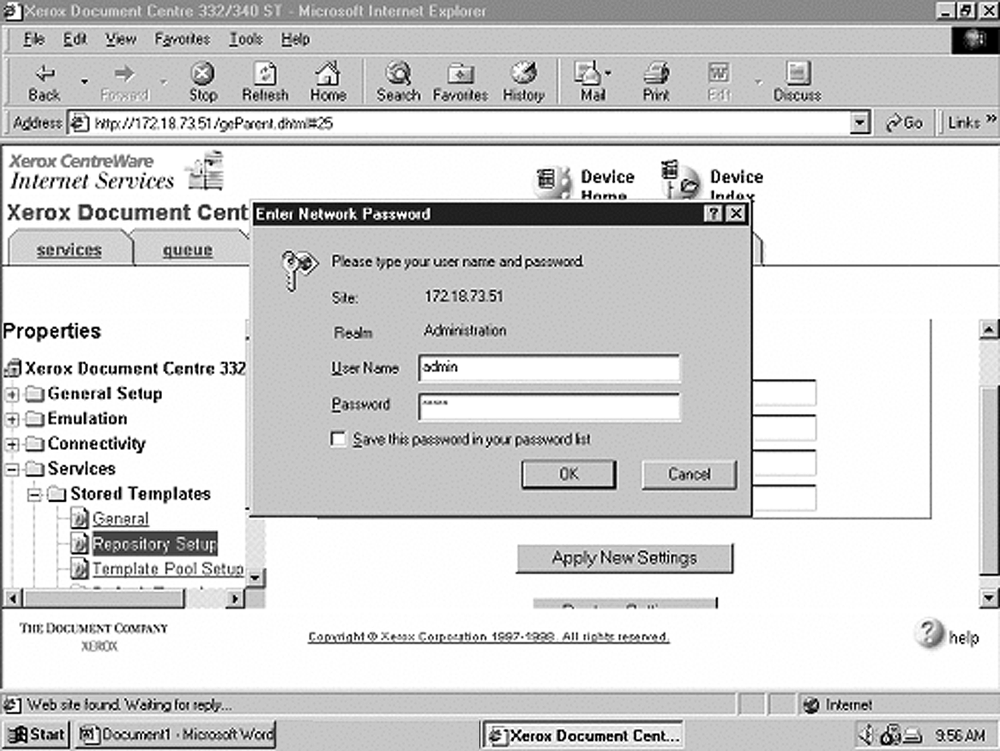 Xerox Document Centre 332/340 ST - Microsoft Internet Explorer
File Edit View Favorites Tools Help
Back Forward Stop Refresh Home Search Favorites History Mail Print Edit Discuss
Address http://172.18.73.51/geParent.dhtml#25 Go Links »
Xerox CentreWare
Internet Services
Device Home
Device Index
Xerox Document Cent
services queue
Enter Network Password
Please type your user name and password.
Site: 172.18.73.51
Realm Administration
User Name admin
Password *****
Save this password in your password list
OK Cancel
Properties
Xerox Document Centre 332
General Setup
Emulation
Connectivity
Services
Stored Templates
General
Repository Setup
Template Pool Setup
Apply New Settings
THE DOCUMENT COMPANY
XEROX
Copyright © Xerox Corporation 1997-1998. All rights reserved.
help
Web site found. Waiting for reply... Internet
Start Document1 - Microsoft Word Xerox Document Cent... 9:56 AM